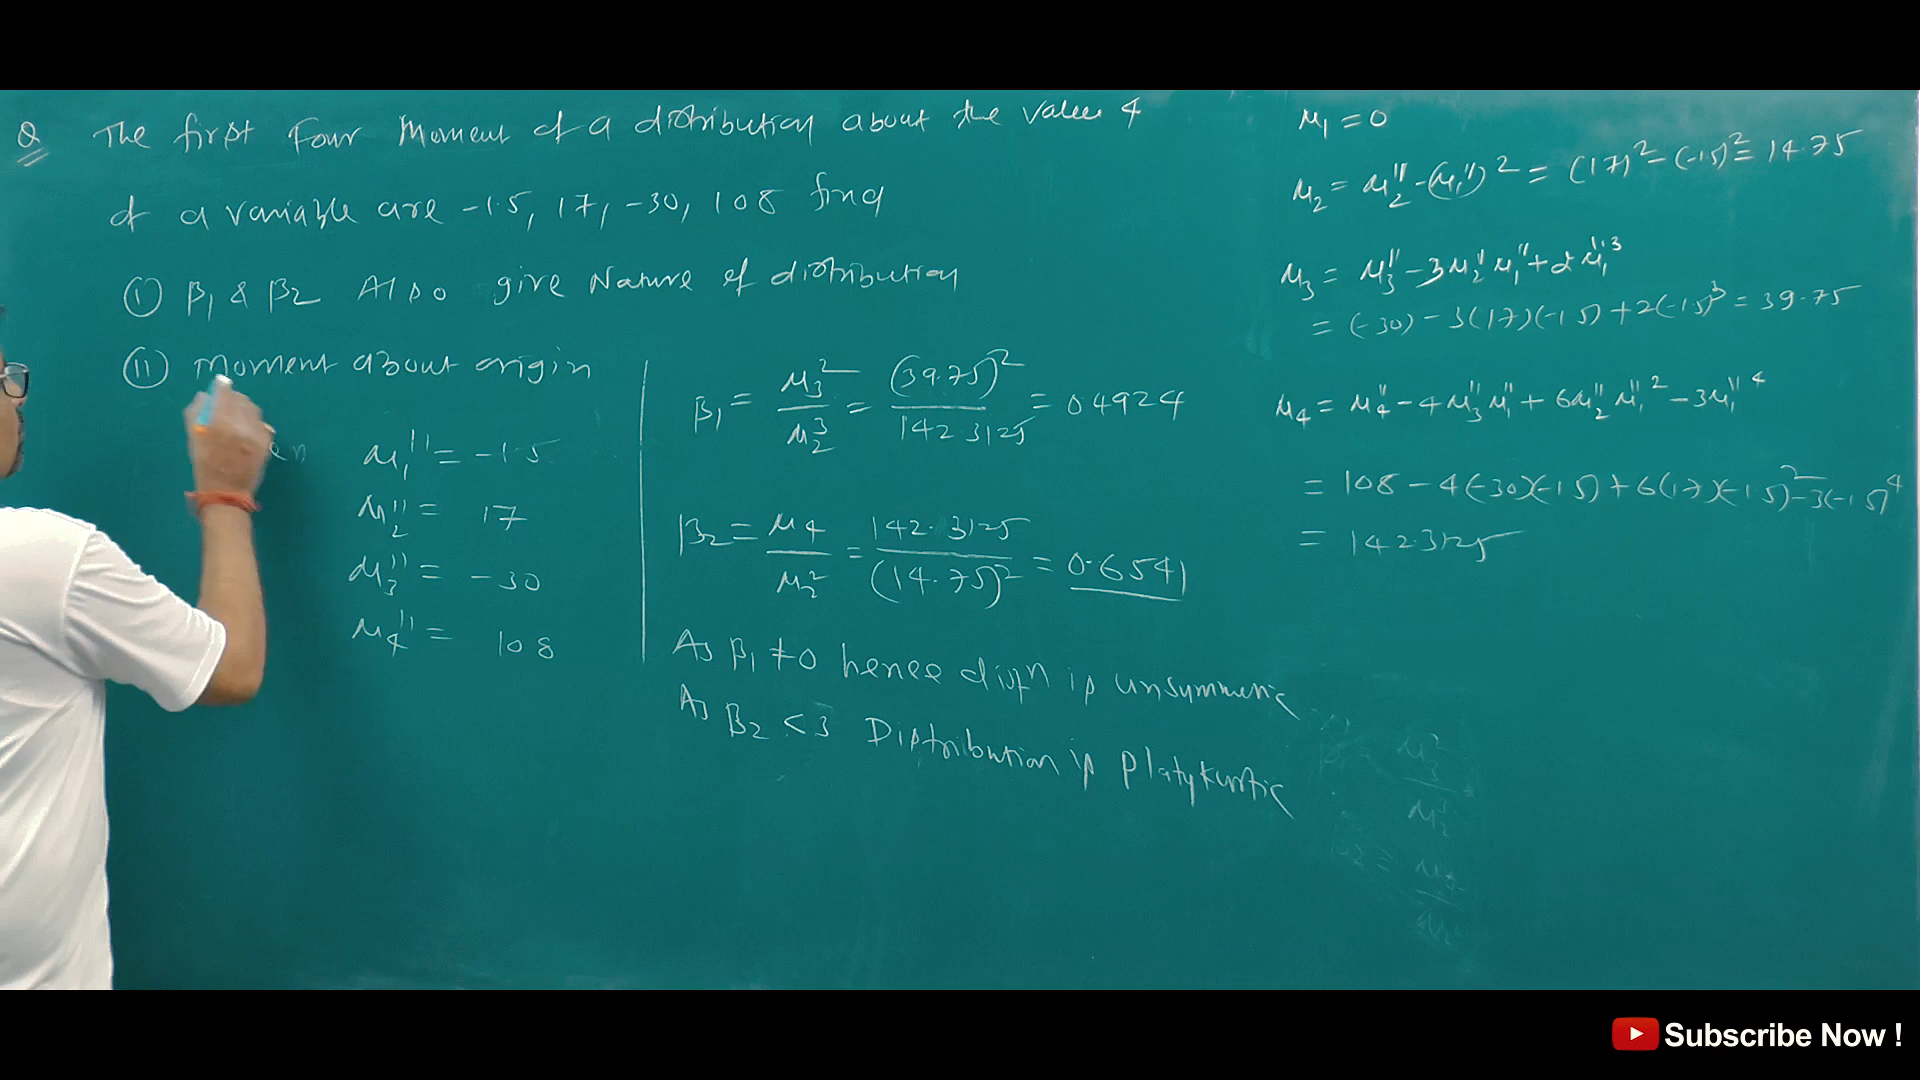 Q The first Four Moment of a distribution about the value 4
of a variable are -1.5, 17, -30, 108 find
(i) β₁ & β₂ Also give Nature of distribution
(ii) Moment about origin
μ₁'' = -1.5
μ₂'' = 17
μ₃'' = -30
μ₄'' = 108
β₁ = μ₃²/μ₂³ = (39.75)²/142.3125 = 0.4924
β₂ = μ₄/μ₂² = 142.3125/(14.75)² = 0.6541
As β₁ ≠ 0 hence distn is unsymmetric
As β₂ < 3 Distribution is platykurtic
μ₁ = 0
μ₂ = μ₂'' - (μ₁'')² = (17)² - (-1.5)² = 14.75
μ₃ = μ₃'' - 3μ₂''μ₁'' + 2μ₁''³
= (-30) - 3(17)(-1.5) + 2(-1.5)³ = 39.75
μ₄ = μ₄'' - 4μ₃''μ₁'' + 6μ₂''μ₁''² - 3μ₁''⁴
= 108 - 4(-30)(-1.5) + 6(17)(-1.5)² - 3(-1.5)⁴
= 142.3125
Subscribe Now !